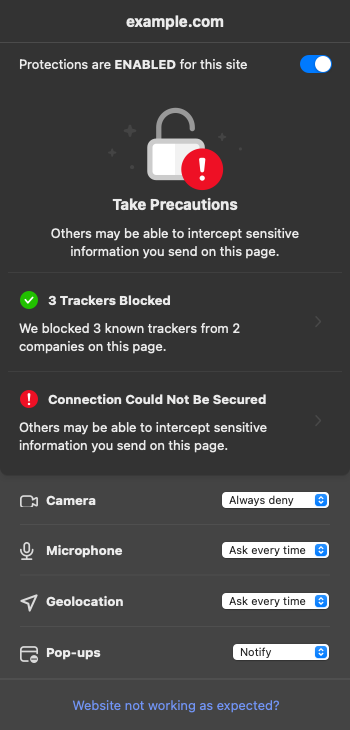 example.com
Protections are ENABLED for this site
Take Precautions
Others may be able to intercept sensitive
information you send on this page.
3 Trackers Blocked
We blocked 3 known trackers from 2
companies on this page.
Connection Could Not Be Secured
Others may be able to intercept sensitive
information you send on this page.
Camera Always deny
Microphone Ask every time
Geolocation Ask every time
Pop-ups Notify
Website not working as expected?